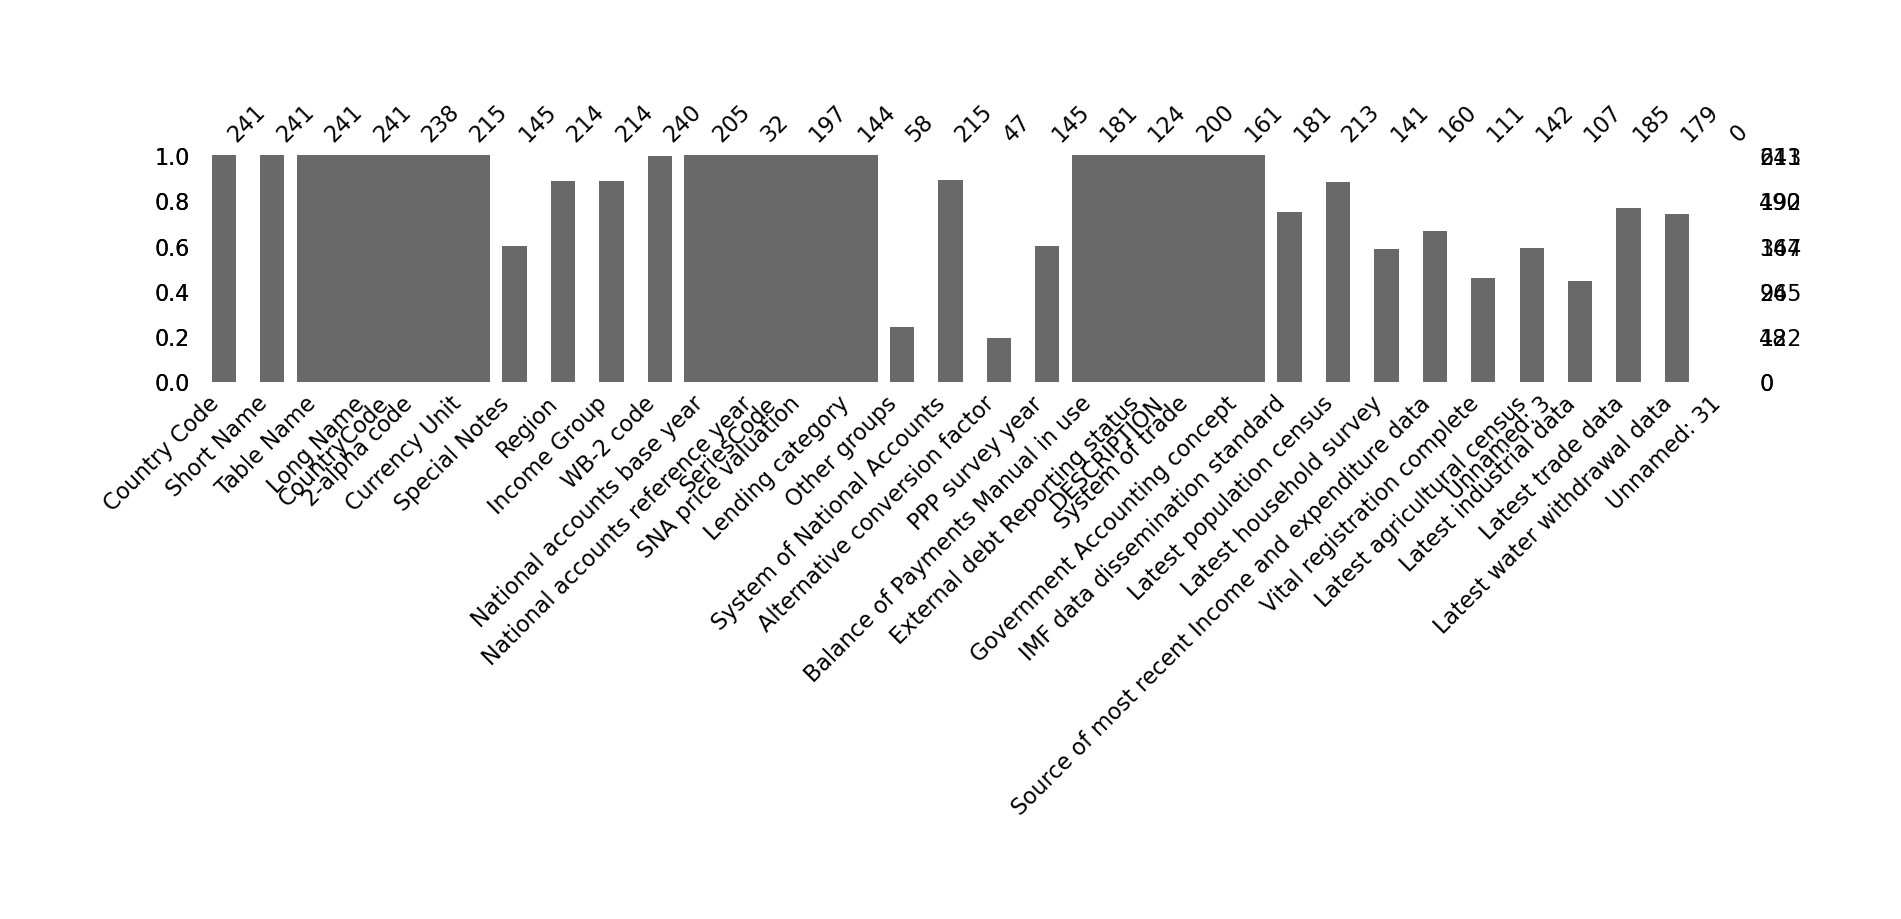 241 241 241 241 238 215 145 214 214 240 205 32 197 144 58 215 47 145 181 124 200 161 181 213 141 160 111 142 107 185 179 0
1.0
0.8
0.6
0.4
0.2
0.0
0
Country Code
Short Name
Table Name
Long Name
CountryCode
2-alpha code
Currency Unit
Special Notes
Region
Income Group
WB-2 code
National accounts base year
National accounts reference year
SeriesCode
SNA price valuation
Lending category
Other groups
System of National Accounts
Alternative conversion factor
PPP survey year
Balance of Payments Manual in use
External debt Reporting status
DESCRIPTION
System of trade
Government Accounting concept
IMF data dissemination standard
Latest population census
Latest household survey
Source of most recent Income and expenditure data
Vital registration complete
Latest agricultural census
Unnamed: 3
Latest industrial data
Latest trade data
Latest water withdrawal data
Unnamed: 31